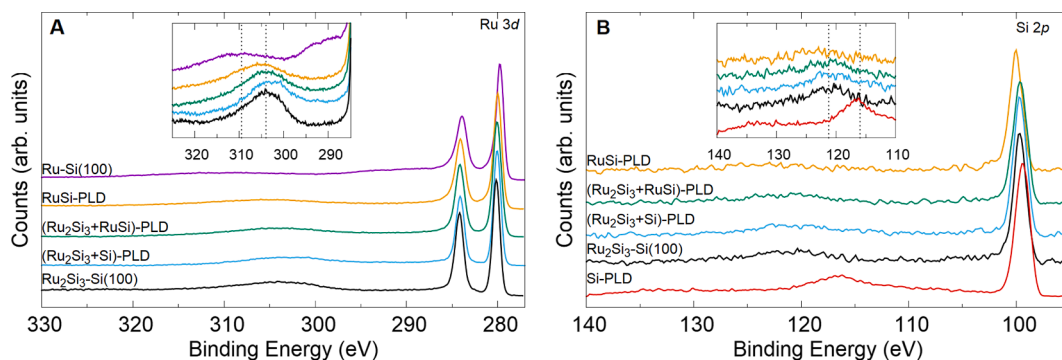 A
Ru 3d
320 310 300 290
Ru-Si(100)
RuSi-PLD
(Ru₂Si₃+RuSi)-PLD
(Ru₂Si₃+Si)-PLD
Ru₂Si₃-Si(100)
Counts (arb. units)
330 320 310 300 290 280
Binding Energy (eV)
B
Si 2p
140 130 120 110
RuSi-PLD
(Ru₂Si₃+RuSi)-PLD
(Ru₂Si₃+Si)-PLD
Ru₂Si₃-Si(100)
Si-PLD
Counts (arb. units)
140 130 120 110 100
Binding Energy (eV)